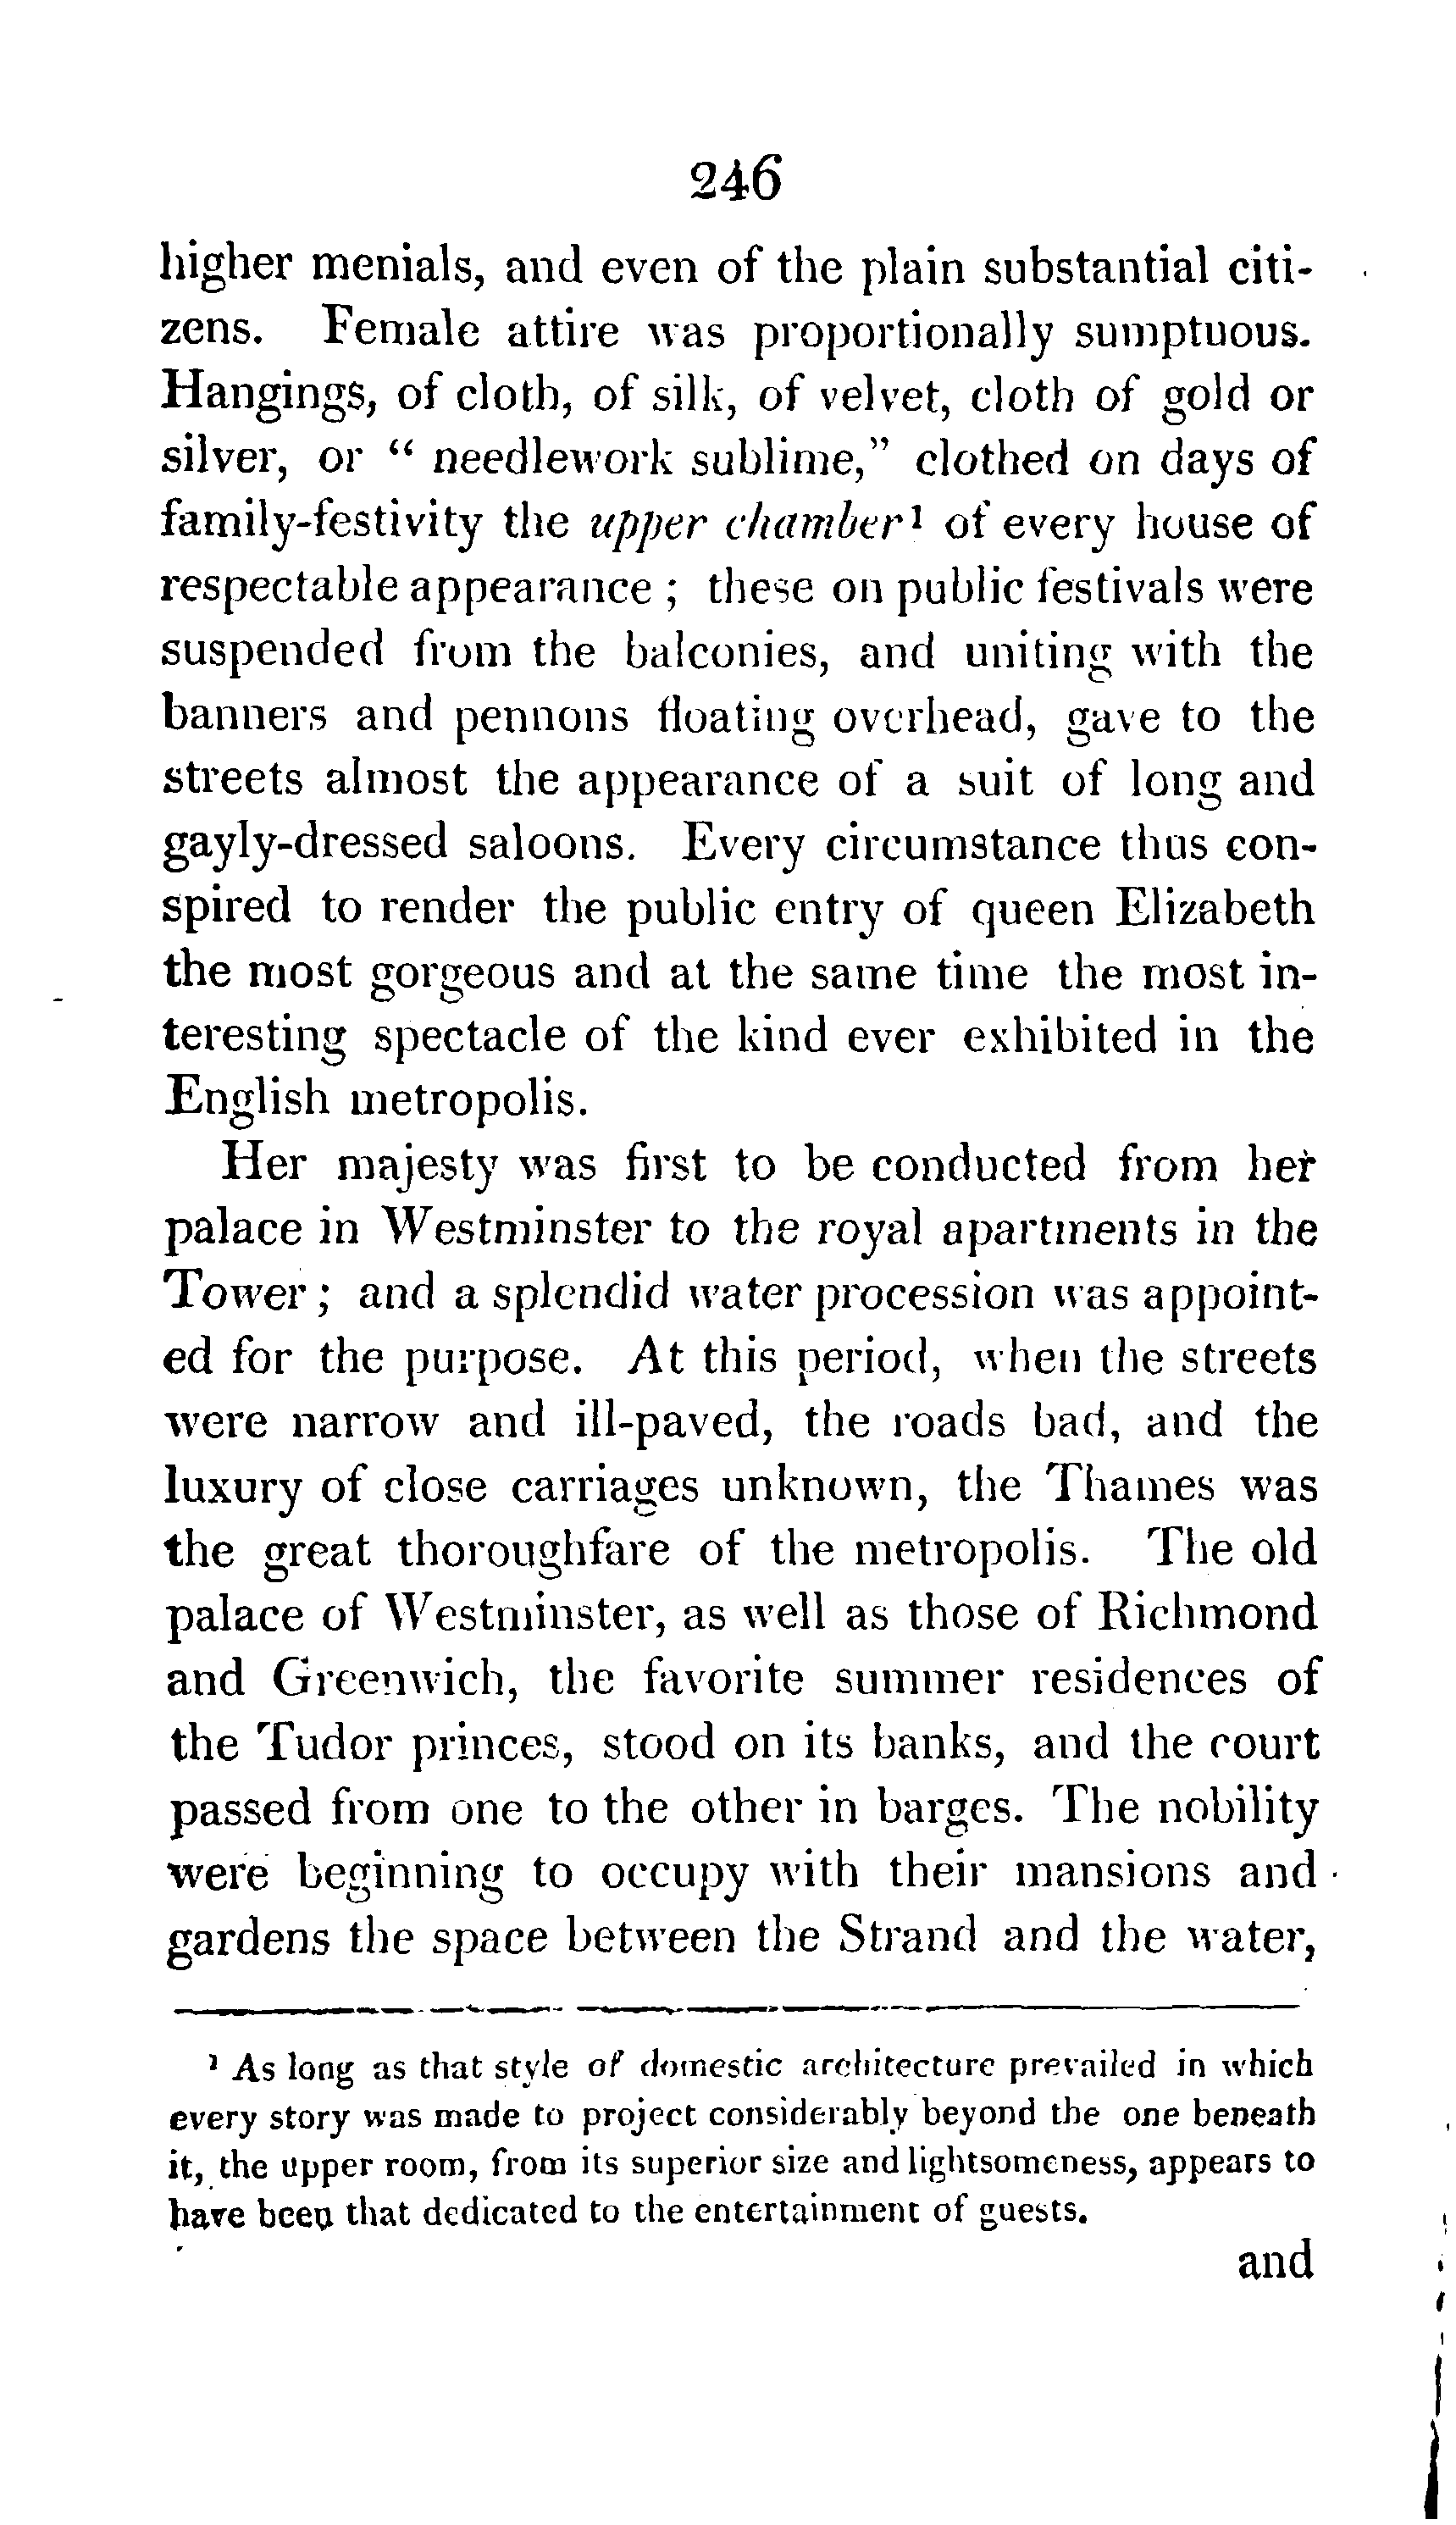 246
higher menials, and even of the plain substantial citi-
zens. Female attire was proportionally sumptuous.
Hangings, of cloth, of silk, of velvet, cloth of gold or
silver, or “ needlework sublime,” clothed on days of
family-festivity the upper chamber¹ of every house of
respectable appearance ; these on public festivals were
suspended from the balconies, and uniting with the
banners and pennons floating overhead, gave to the
streets almost the appearance of a suit of long and
gayly-dressed saloons. Every circumstance thus con-
spired to render the public entry of queen Elizabeth
the most gorgeous and at the same time the most in-
teresting spectacle of the kind ever exhibited in the
English metropolis.
Her majesty was first to be conducted from her
palace in Westminster to the royal apartments in the
Tower ; and a splendid water procession was appoint-
ed for the purpose. At this period, when the streets
were narrow and ill-paved, the roads bad, and the
luxury of close carriages unknown, the Thames was
the great thoroughfare of the metropolis. The old
palace of Westminster, as well as those of Richmond
and Greenwich, the favorite summer residences of
the Tudor princes, stood on its banks, and the court
passed from one to the other in barges. The nobility
were beginning to occupy with their mansions and
gardens the space between the Strand and the water,
¹ As long as that style of domestic architecture prevailed in which
every story was made to project considerably beyond the one beneath
it, the upper room, from its superior size and lightsomeness, appears to
have been that dedicated to the entertainment of guests.
and